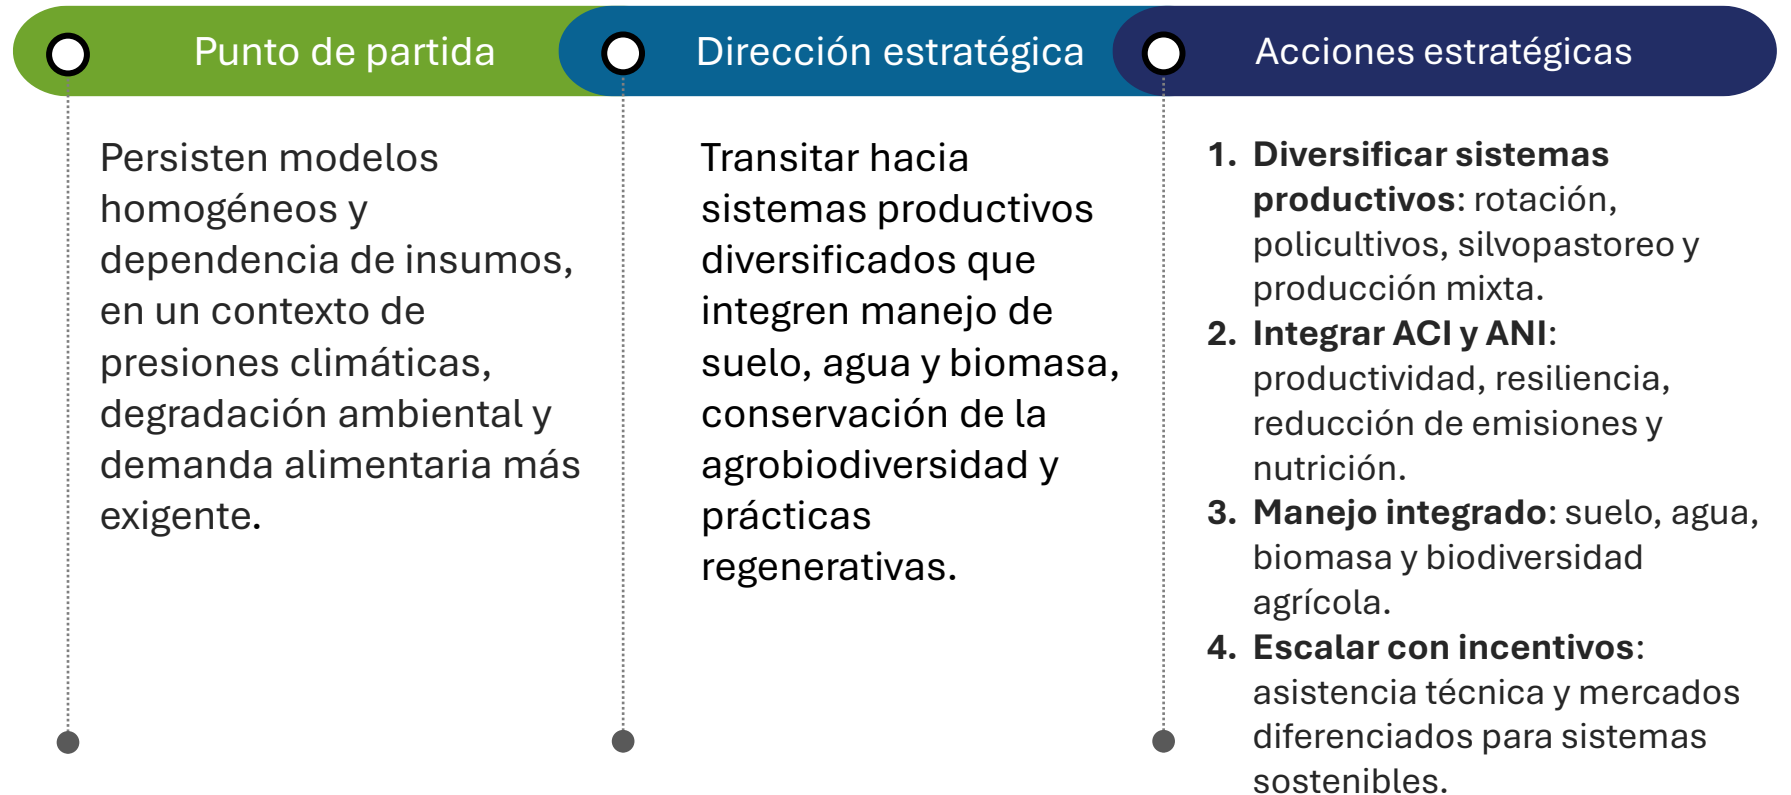 Punto de partida
Persisten modelos
homogéneos y
dependencia de insumos,
en un contexto de
presiones climáticas,
degradación ambiental y
demanda alimentaria más
exigente.
Dirección estratégica
Transitar hacia
sistemas productivos
diversificados que
integren manejo de
suelo, agua y biomasa,
conservación de la
agrobiodiversidad y
prácticas
regenerativas.
Acciones estratégicas
1. Diversificar sistemas
productivos: rotación,
policultivos, silvopastoreo y
producción mixta.
2. Integrar ACI y ANI:
productividad, resiliencia,
reducción de emisiones y
nutrición.
3. Manejo integrado: suelo, agua,
biomasa y biodiversidad
agrícola.
4. Escalar con incentivos:
asistencia técnica y mercados
diferenciados para sistemas
sostenibles.